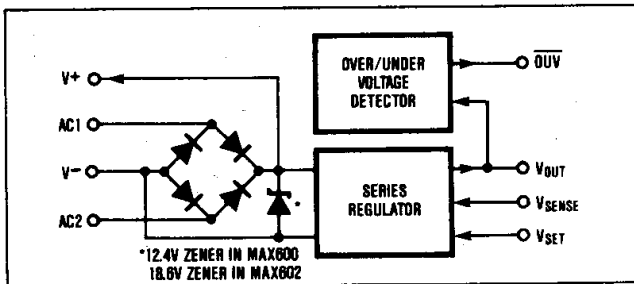 V+
AC1
V-
AC2
OVER/UNDER
VOLTAGE
DETECTOR
OUV
SERIES
REGULATOR
VOUT
VSENSE
VSET
*
*12.4V ZENER IN MAX600
18.6V ZENER IN MAX602